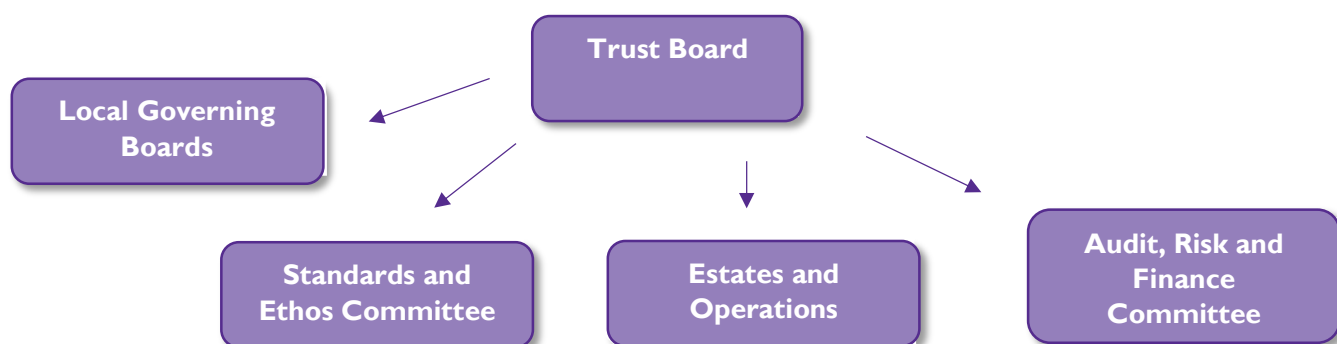 Trust Board
Local Governing
Boards
Standards and
Ethos Committee
Estates and
Operations
Audit, Risk and
Finance
Committee